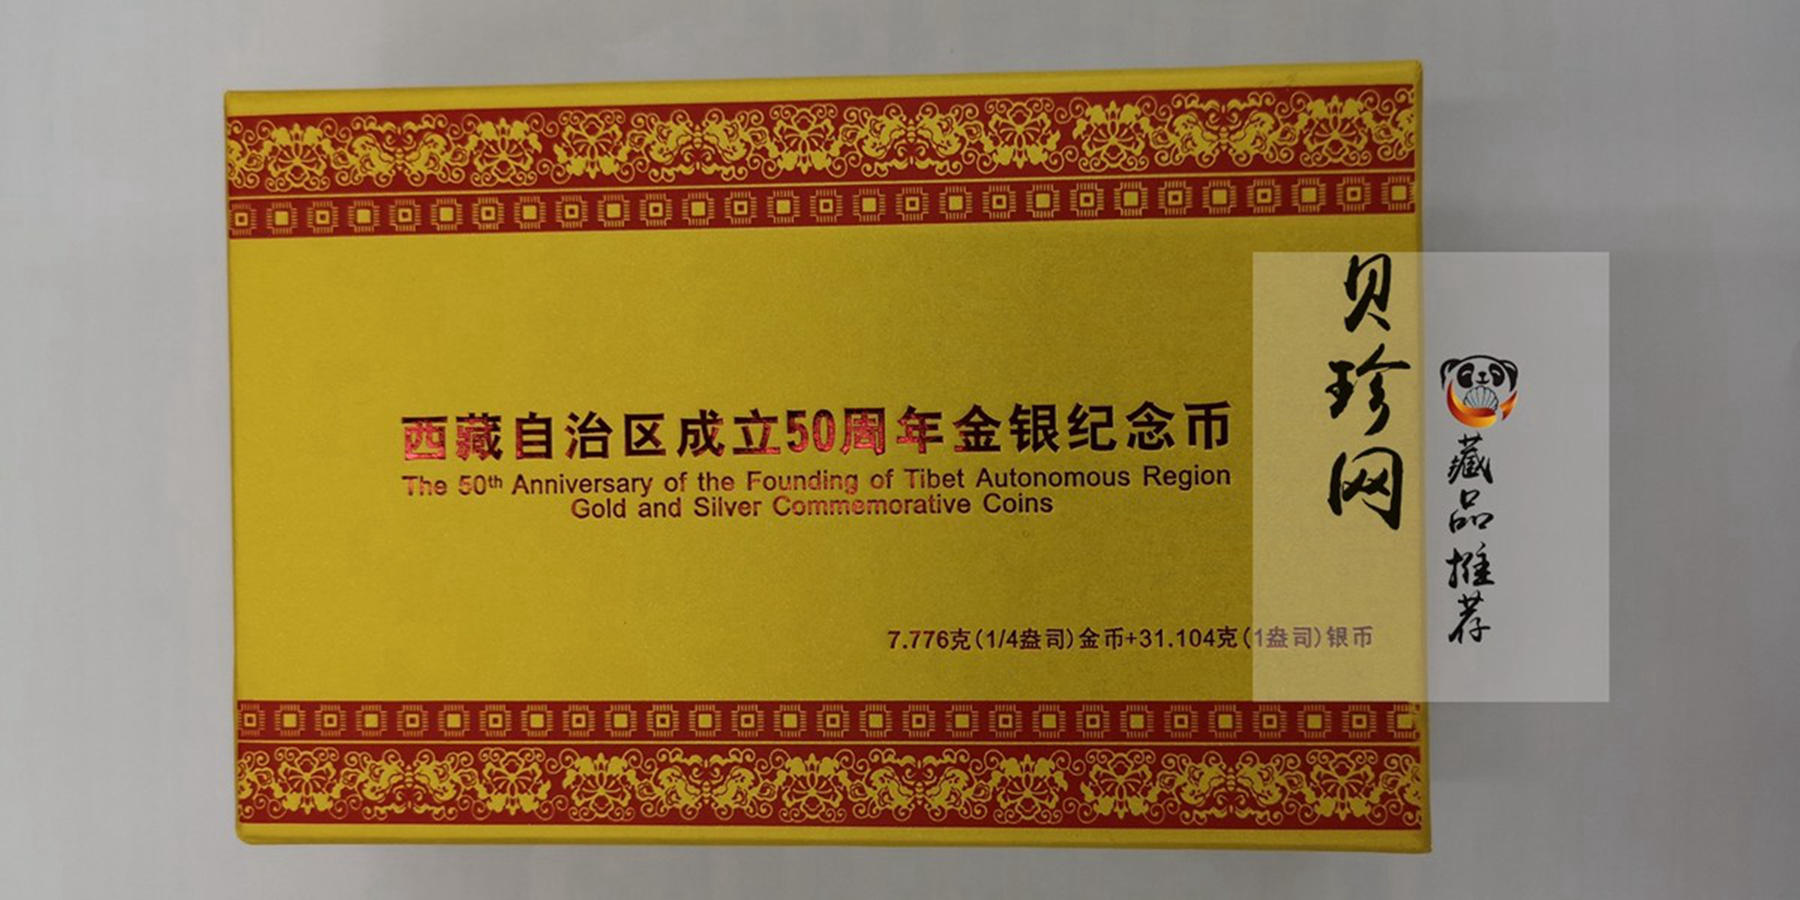 西藏自治区成立50周年金银纪念币
The 50th Anniversary of the Founding of Tibet Autonomous Region
Gold and Silver Commemorative Coins
7.776克(1/4盎司)金币+31.104克(1盎司)银币
贝珍网
藏品推荐